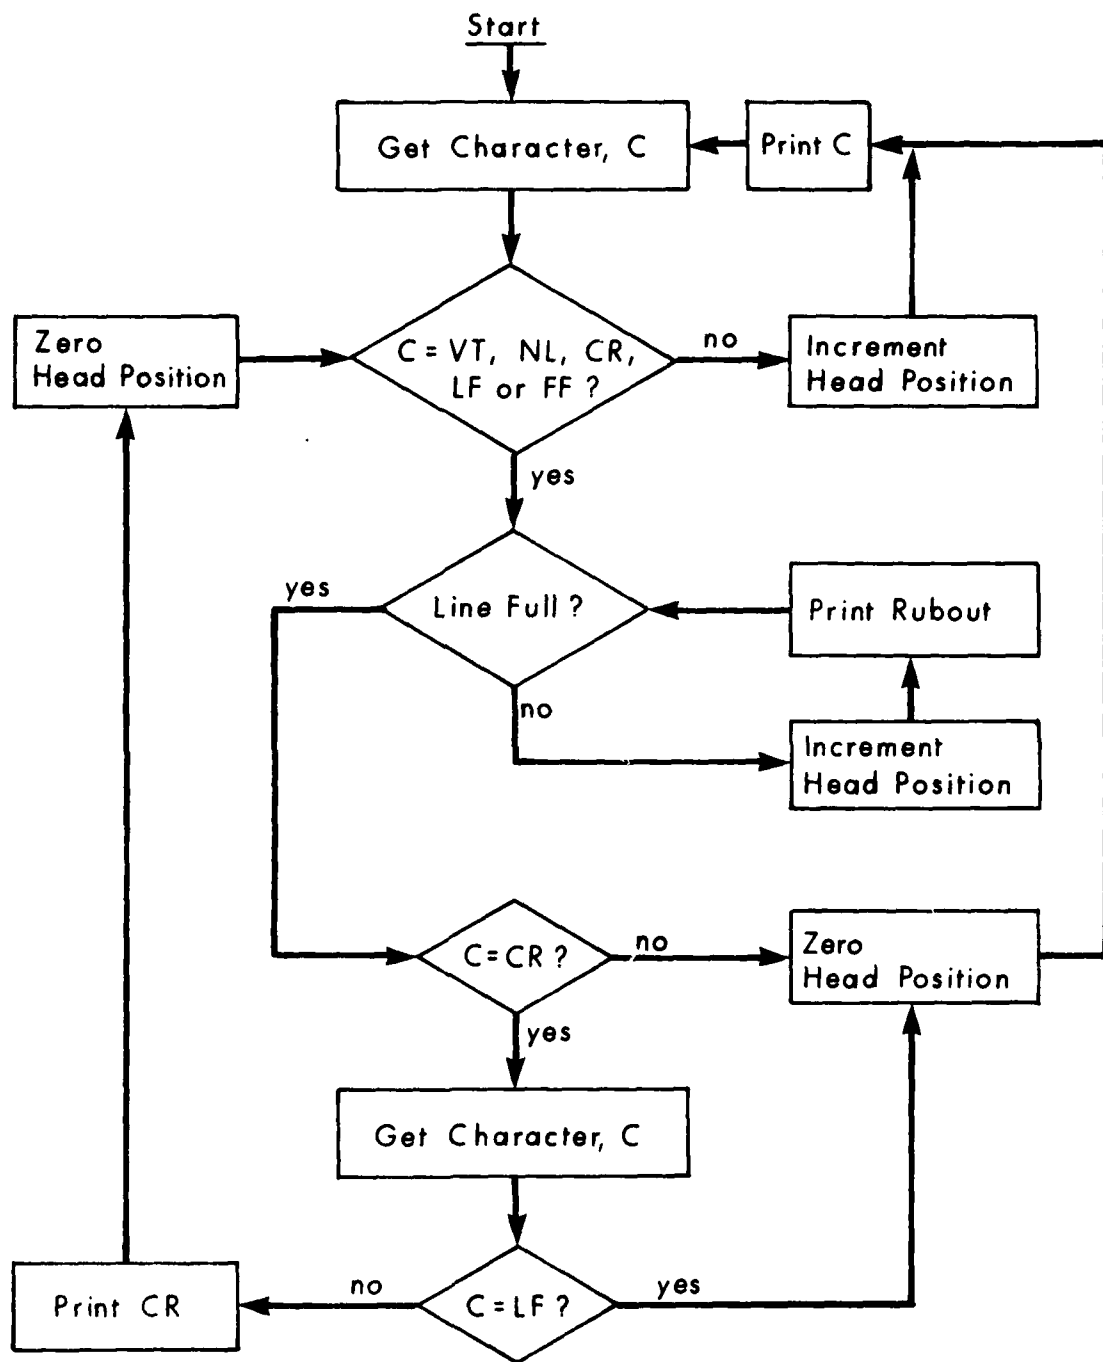 Start
Get Character, C
Print C
Zero
Head Position
C = VT, NL, CR,
LF or FF ?
no
Increment
Head Position
yes
yes
Line Full ?
Print Rubout
no
Increment
Head Position
C = CR ?
no
Zero
Head Position
yes
Get Character, C
Print CR
no
C = LF ?
yes